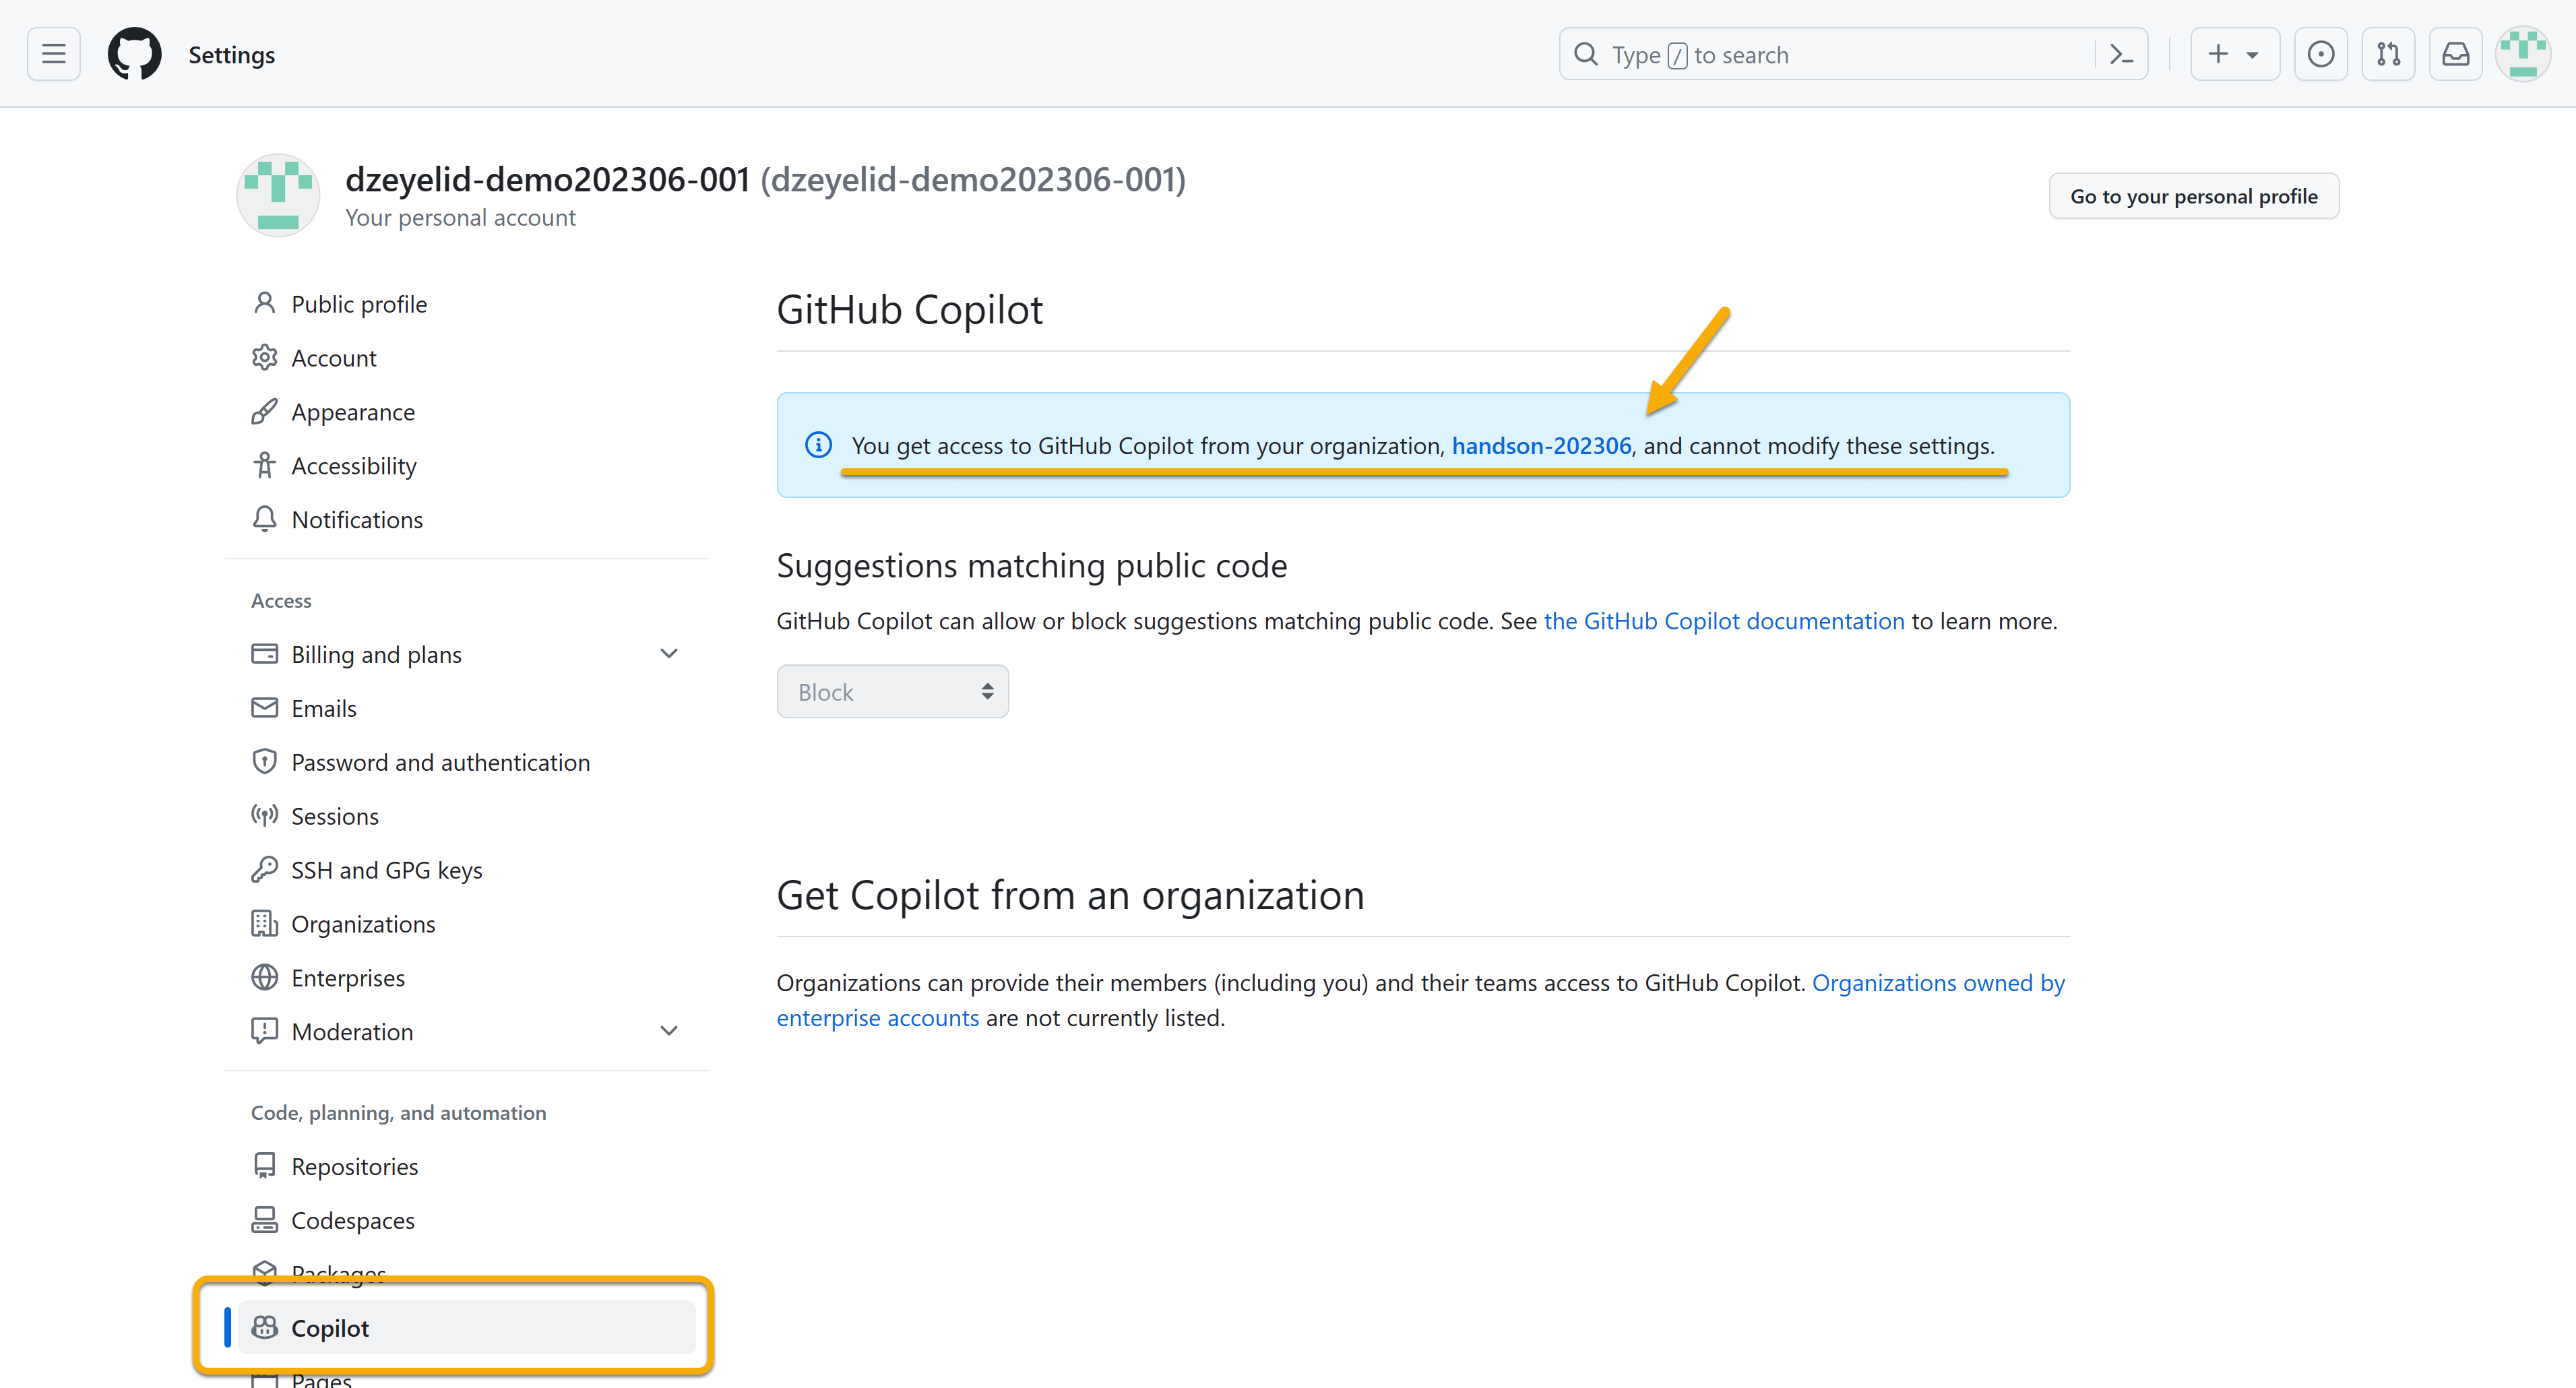 Settings
Type / to search
dzeyelid-demo202306-001 (dzeyelid-demo202306-001)
Your personal account
Go to your personal profile
Public profile
Account
Appearance
Accessibility
Notifications
Access
Billing and plans
Emails
Password and authentication
Sessions
SSH and GPG keys
Organizations
Enterprises
Moderation
Code, planning, and automation
Repositories
Codespaces
Packages
Copilot
Pages
GitHub Copilot
You get access to GitHub Copilot from your organization, handson-202306, and cannot modify these settings.
Suggestions matching public code
GitHub Copilot can allow or block suggestions matching public code. See the GitHub Copilot documentation to learn more.
Block
Get Copilot from an organization
Organizations can provide their members (including you) and their teams access to GitHub Copilot. Organizations owned by
enterprise accounts are not currently listed.